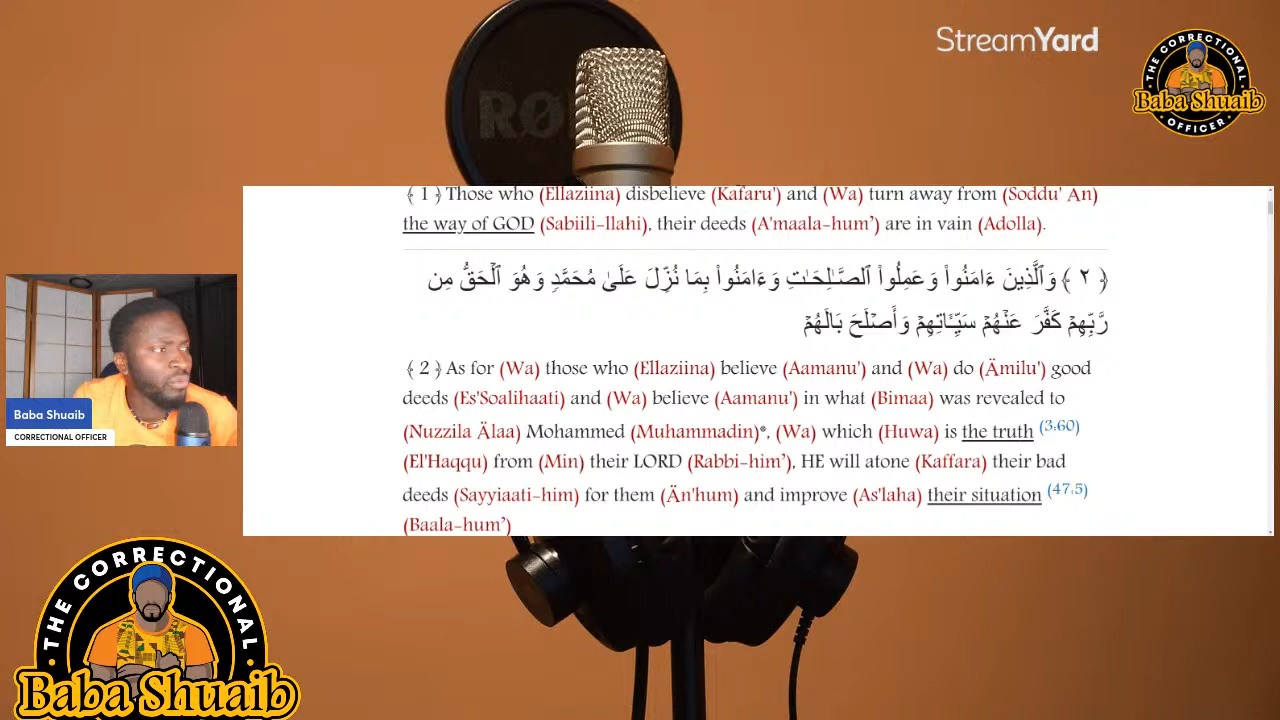 StreamYard
THE CORRECTIONAL
Baba Shuaib
OFFICER
RØ
﴾ 1 ﴿ Those who (Ellaziina) disbelieve (Kafaru') and (Wa) turn away from (Soddu' An)
the way of GOD (Sabiili-llahi), their deeds (A'maala-hum’) are in vain (Adolla).
﴾ ٢ ﴿ وَٱلَّذِينَ ءَامَنُوا۟ وَعَمِلُوا۟ ٱلصَّـٰلِحَـٰتِ وَءَامَنُوا۟ بِمَا نُزِّلَ عَلَىٰ مُحَمَّدٍ وَهُوَ ٱلْحَقُّ مِن
رَّبِّهِمْ كَفَّرَ عَنْهُمْ سَيِّـَٔاتِهِمْ وَأَصْلَحَ بَالَهُمْ
﴾ 2 ﴿ As for (Wa) those who (Ellaziina) believe (Aamanu') and (Wa) do (Ämilu') good
deeds (Es'Soalihaati) and (Wa) believe (Aamanu') in what (Bimaa) was revealed to
(Nuzzila Älaa) Mohammed (Muhammadin)*, (Wa) which (Huwa) is the truth (3:60)
(El'Haqqu) from (Min) their LORD (Rabbi-him’), HE will atone (Kaffara) their bad
deeds (Sayyiaati-him) for them (Än'hum) and improve (As'laha) their situation (47:5)
(Baala-hum’)
Baba Shuaib
CORRECTIONAL OFFICER
THE CORRECTIONAL
Baba Shuaib